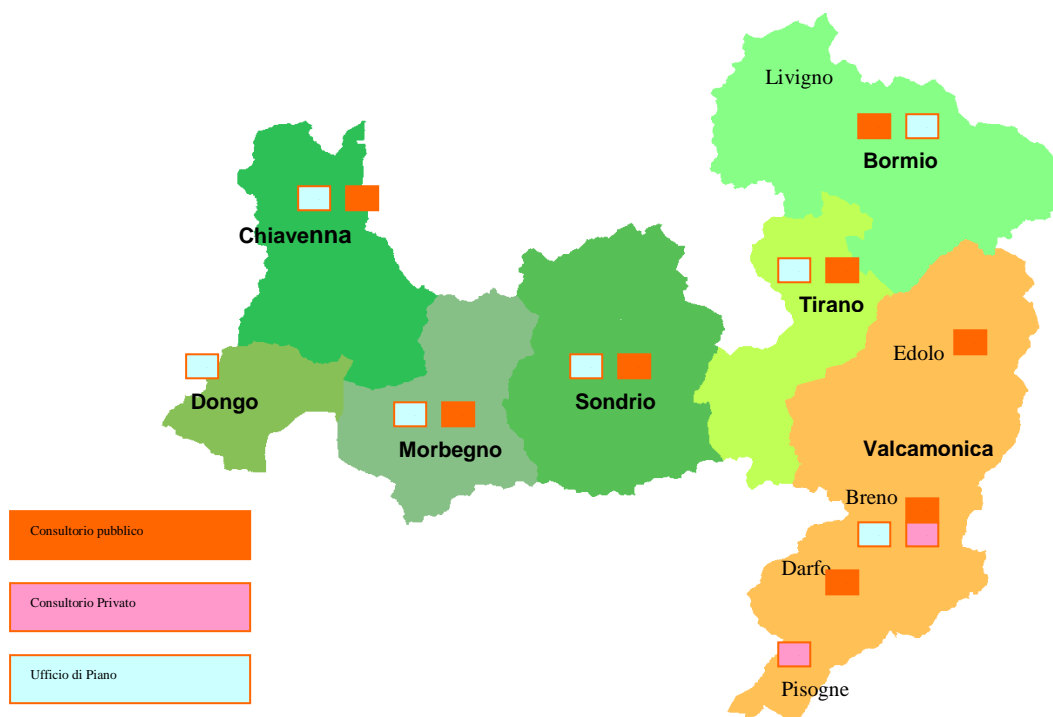 Livigno
Bormio
Chiavenna
Tirano
Edolo
Dongo
Sondrio
Morbegno
Valcamonica
Breno
Consultorio pubblico
Darfo
Consultorio Privato
Ufficio di Piano
Pisogne